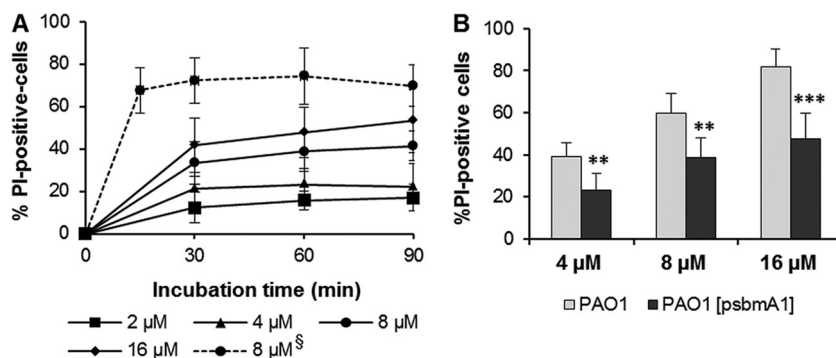 A
% PI-positive-cells
100
80
60
40
20
0
0 30 60 90
Incubation time (min)
2 µM 4 µM 8 µM
16 µM 8 µM§
B
%PI-positive cells
100
80
60
40
20
0
** ** ***
4 µM 8 µM 16 µM
PAO1 PAO1 [psbmA1]